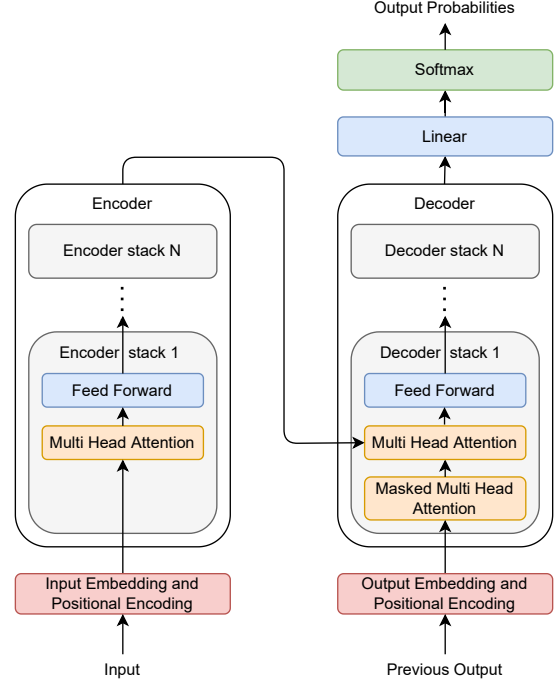 Output Probabilities
Softmax
Linear
Encoder
Encoder stack N
Encoder stack 1
Feed Forward
Multi Head Attention
Input Embedding and
Positional Encoding
Input
Decoder
Decoder stack N
Decoder stack 1
Feed Forward
Multi Head Attention
Masked Multi Head
Attention
Output Embedding and
Positional Encoding
Previous Output